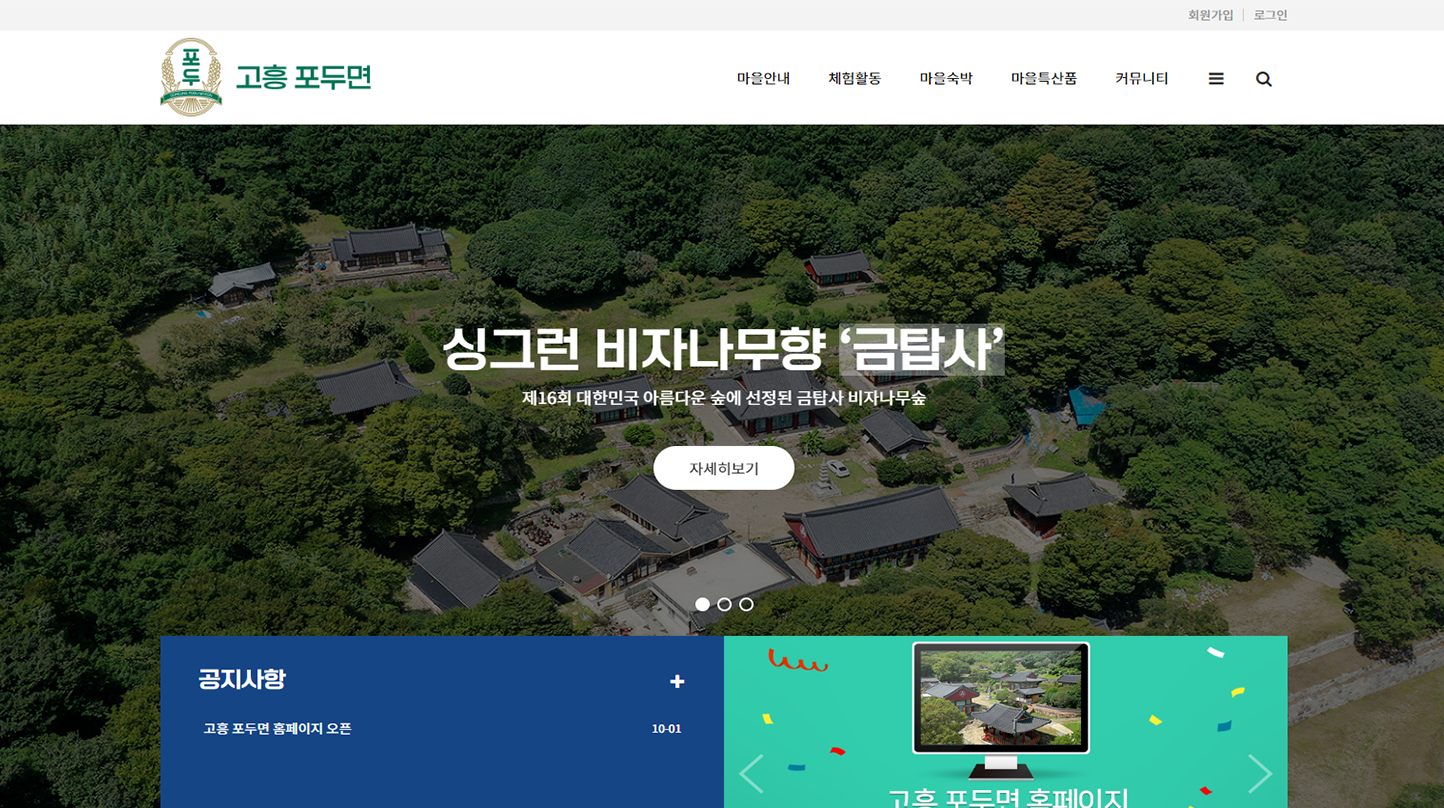 회원가입 로그인
포두
고흥 포두면
마을안내 체험활동 마을숙박 마을특산품 커뮤니티
싱그런 비자나무향 ‘금탑사’
제16회 대한민국 아름다운 숲에 선정된 금탑사 비자나무숲
자세히보기
공지사항
고흥 포두면 홈페이지 오픈 10-01
고흥 포두면 홈페이지